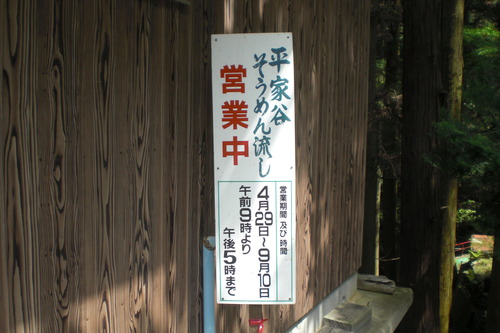 平家谷
そうめん流し
営業中
営業期間 及び 時間
4月29日~9月10日
午前9時より
午後5時まで